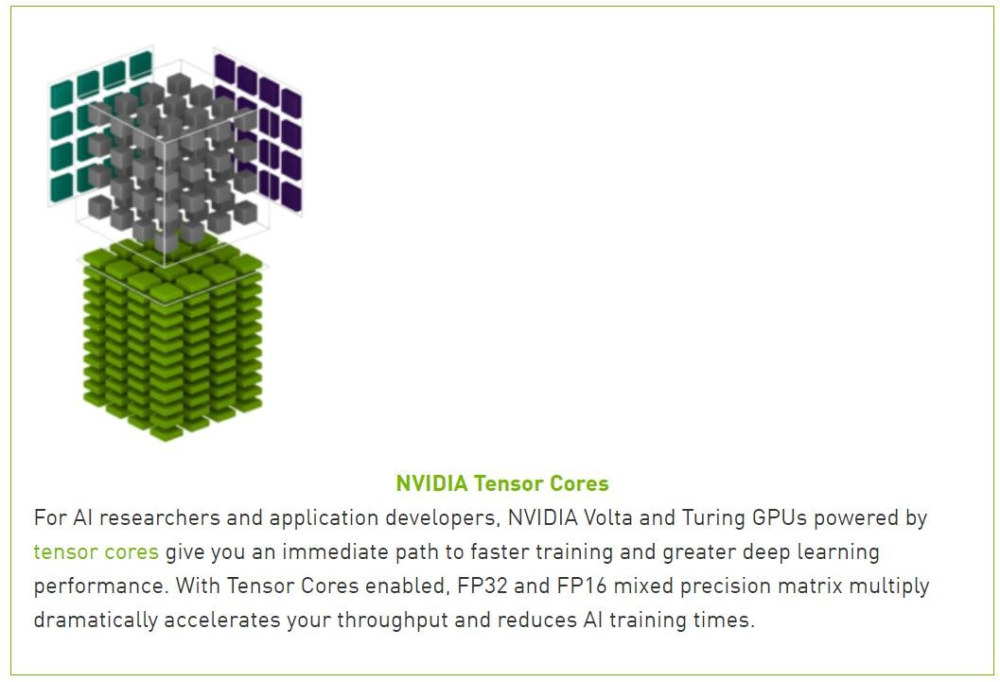 NVIDIA Tensor Cores
For AI researchers and application developers, NVIDIA Volta and Turing GPUs powered by
tensor cores give you an immediate path to faster training and greater deep learning
performance. With Tensor Cores enabled, FP32 and FP16 mixed precision matrix multiply
dramatically accelerates your throughput and reduces AI training times.